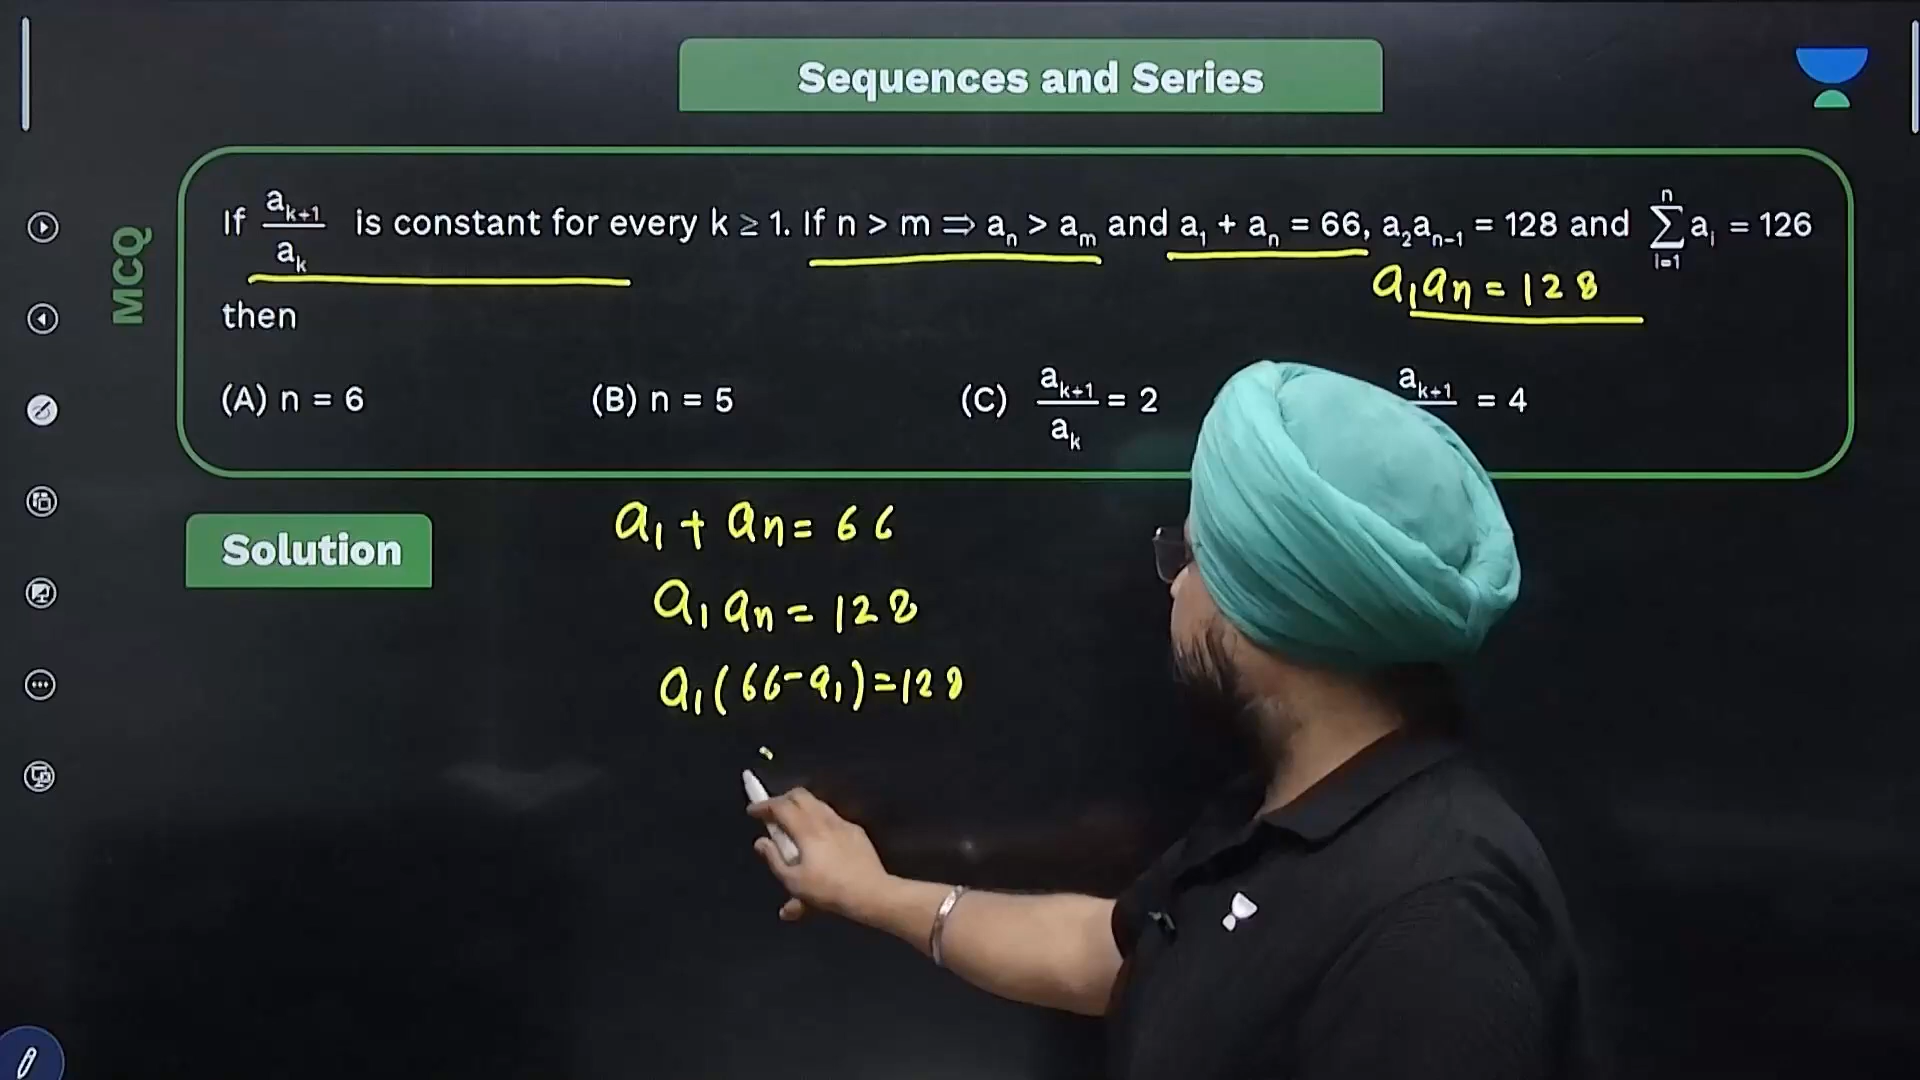 Sequences and Series
MCQ
If a_{k+1}/a_k is constant for every k ≥ 1. If n > m ⇒ a_n > a_m and a_1 + a_n = 66, a_2a_{n-1} = 128 and ∑_{i=1}^{n} a_i = 126
a_1 a_n = 128
then
(A) n = 6 (B) n = 5 (C) a_{k+1}/a_k = 2 a_{k+1} = 4
Solution
a_1 + a_n = 66
a_1 a_n = 128
a_1(66-a_1)=128